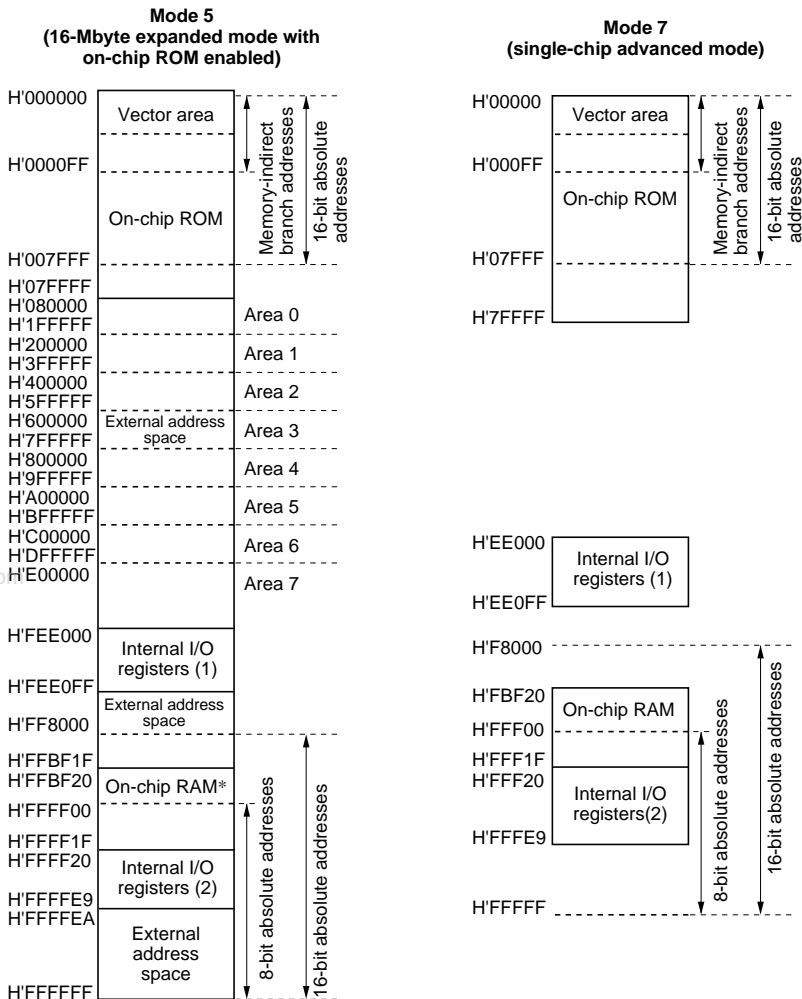 Mode 5
(16-Mbyte expanded mode with
on-chip ROM enabled)
H'000000
Vector area
H'0000FF
On-chip ROM
H'007FFF
H'07FFFF
H'080000
H'1FFFFF
H'200000
H'3FFFFF
H'400000
H'5FFFFF
H'600000
H'7FFFFF
H'800000
H'9FFFFF
H'A00000
H'BFFFFF
H'C00000
H'DFFFFF
H'E00000
External address
space
Area 0
Area 1
Area 2
Area 3
Area 4
Area 5
Area 6
Area 7
Memory-indirect
branch addresses
16-bit absolute
addresses
H'FEE000
Internal I/O
registers (1)
H'FEE0FF
External address
space
H'FF8000
H'FFBF1F
H'FFBF20
On-chip RAM*
H'FFFF00
H'FFFF1F
H'FFFF20
Internal I/O
registers (2)
H'FFFFE9
H'FFFFEA
External
address
space
H'FFFFFF
8-bit absolute addresses
16-bit absolute addresses
Mode 7
(single-chip advanced mode)
H'00000
Vector area
H'000FF
On-chip ROM
H'07FFF
H'7FFFF
Memory-indirect
branch addresses
16-bit absolute
addresses
H'EE000
Internal I/O
registers (1)
H'EE0FF
H'F8000
H'FBF20
On-chip RAM
H'FFF00
H'FFF1F
H'FFF20
Internal I/O
registers(2)
H'FFFE9
H'FFFFF
8-bit absolute addresses
16-bit absolute addresses